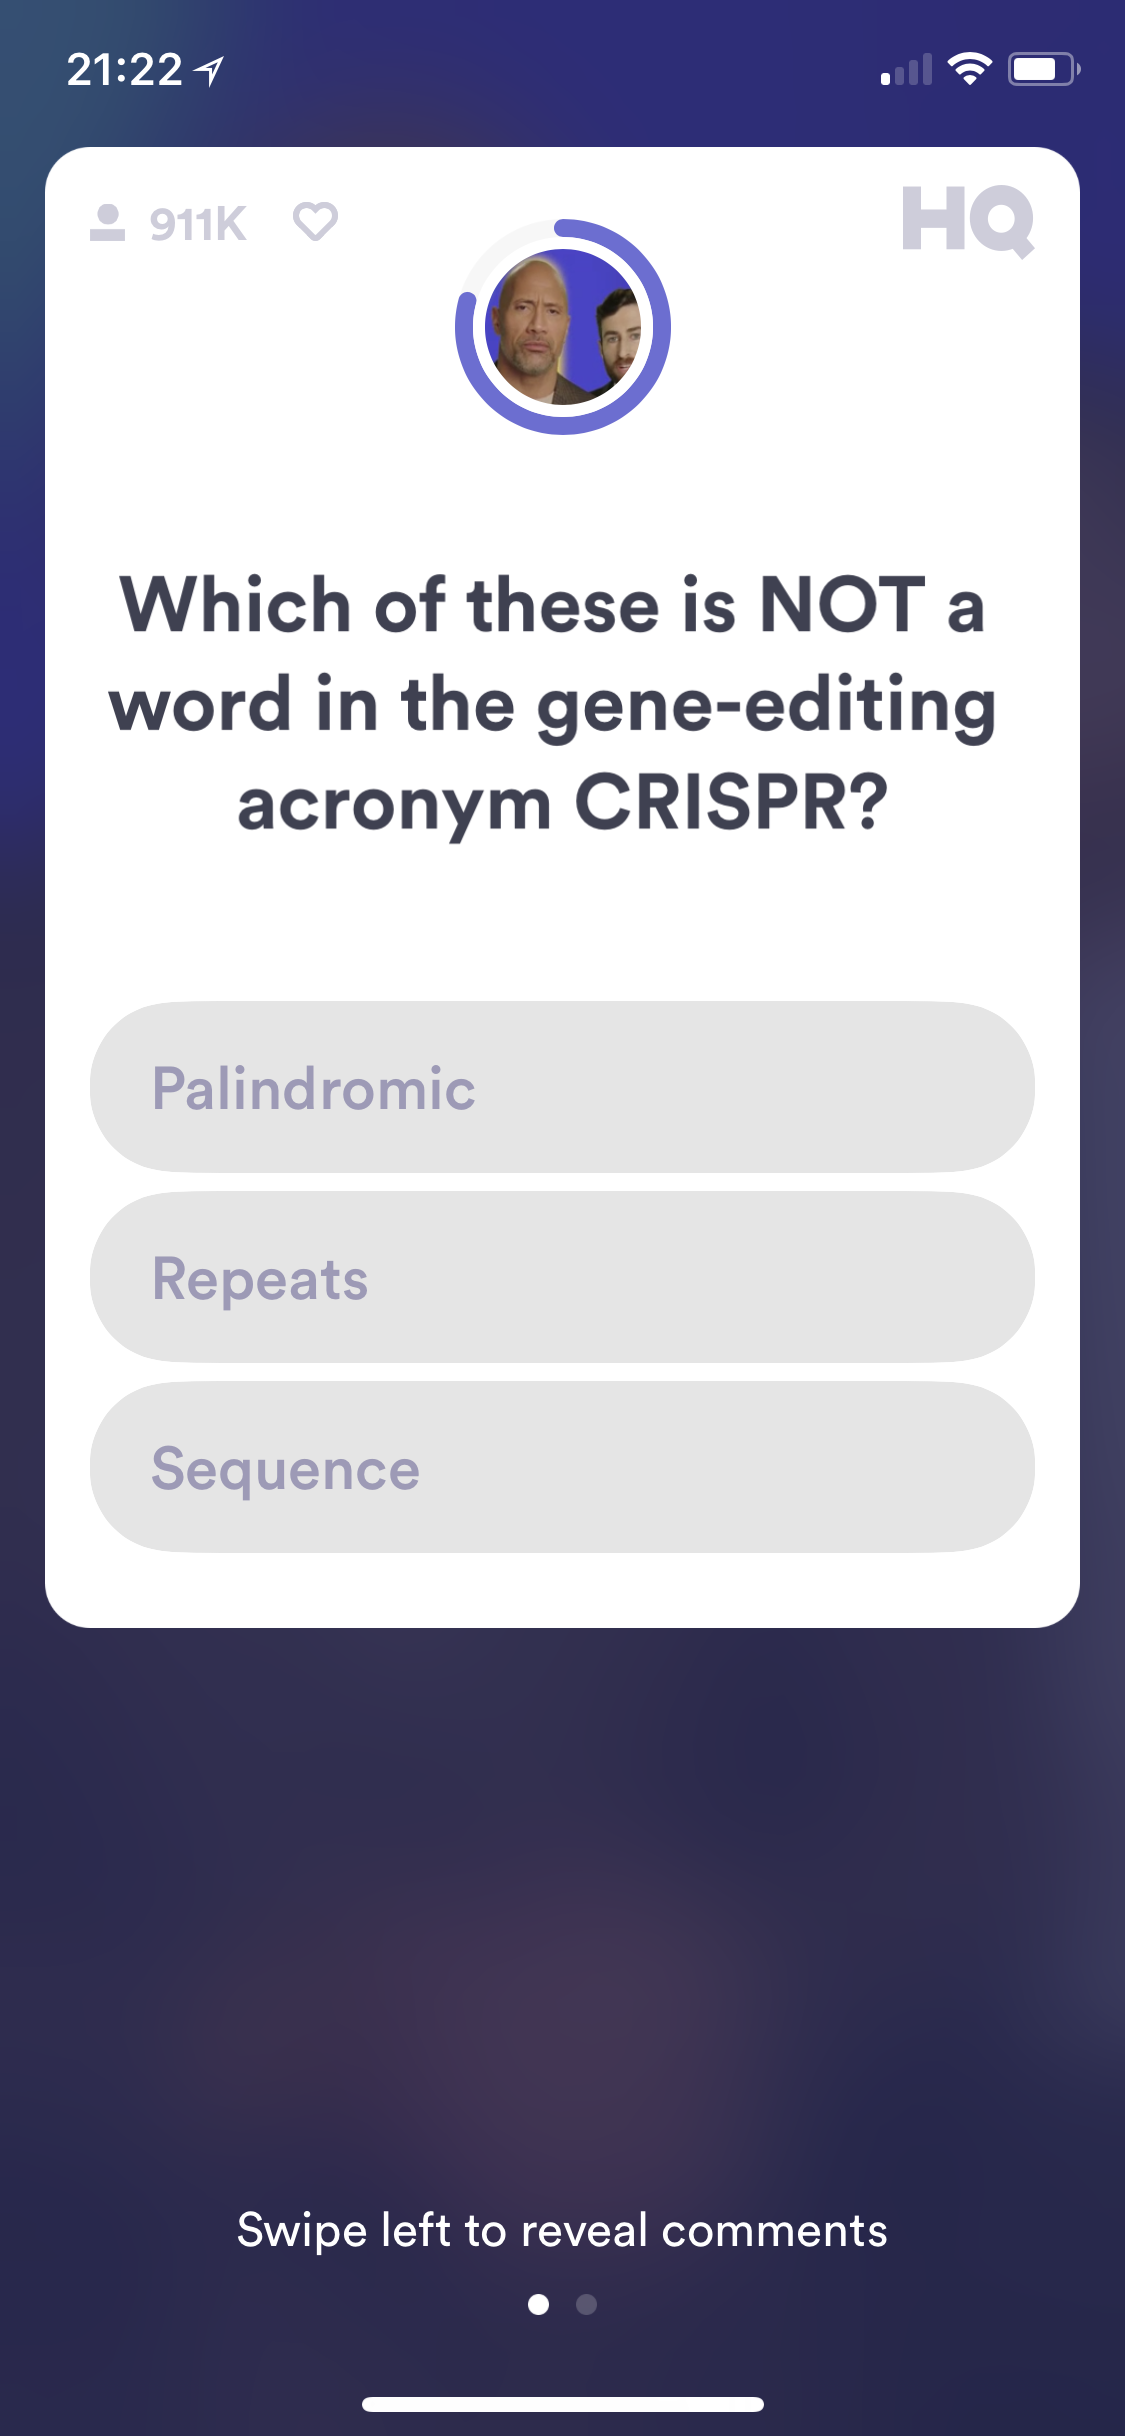 21:22
911K
HQ
Which of these is NOT a
word in the gene-editing
acronym CRISPR?
Palindromic
Repeats
Sequence
Swipe left to reveal comments